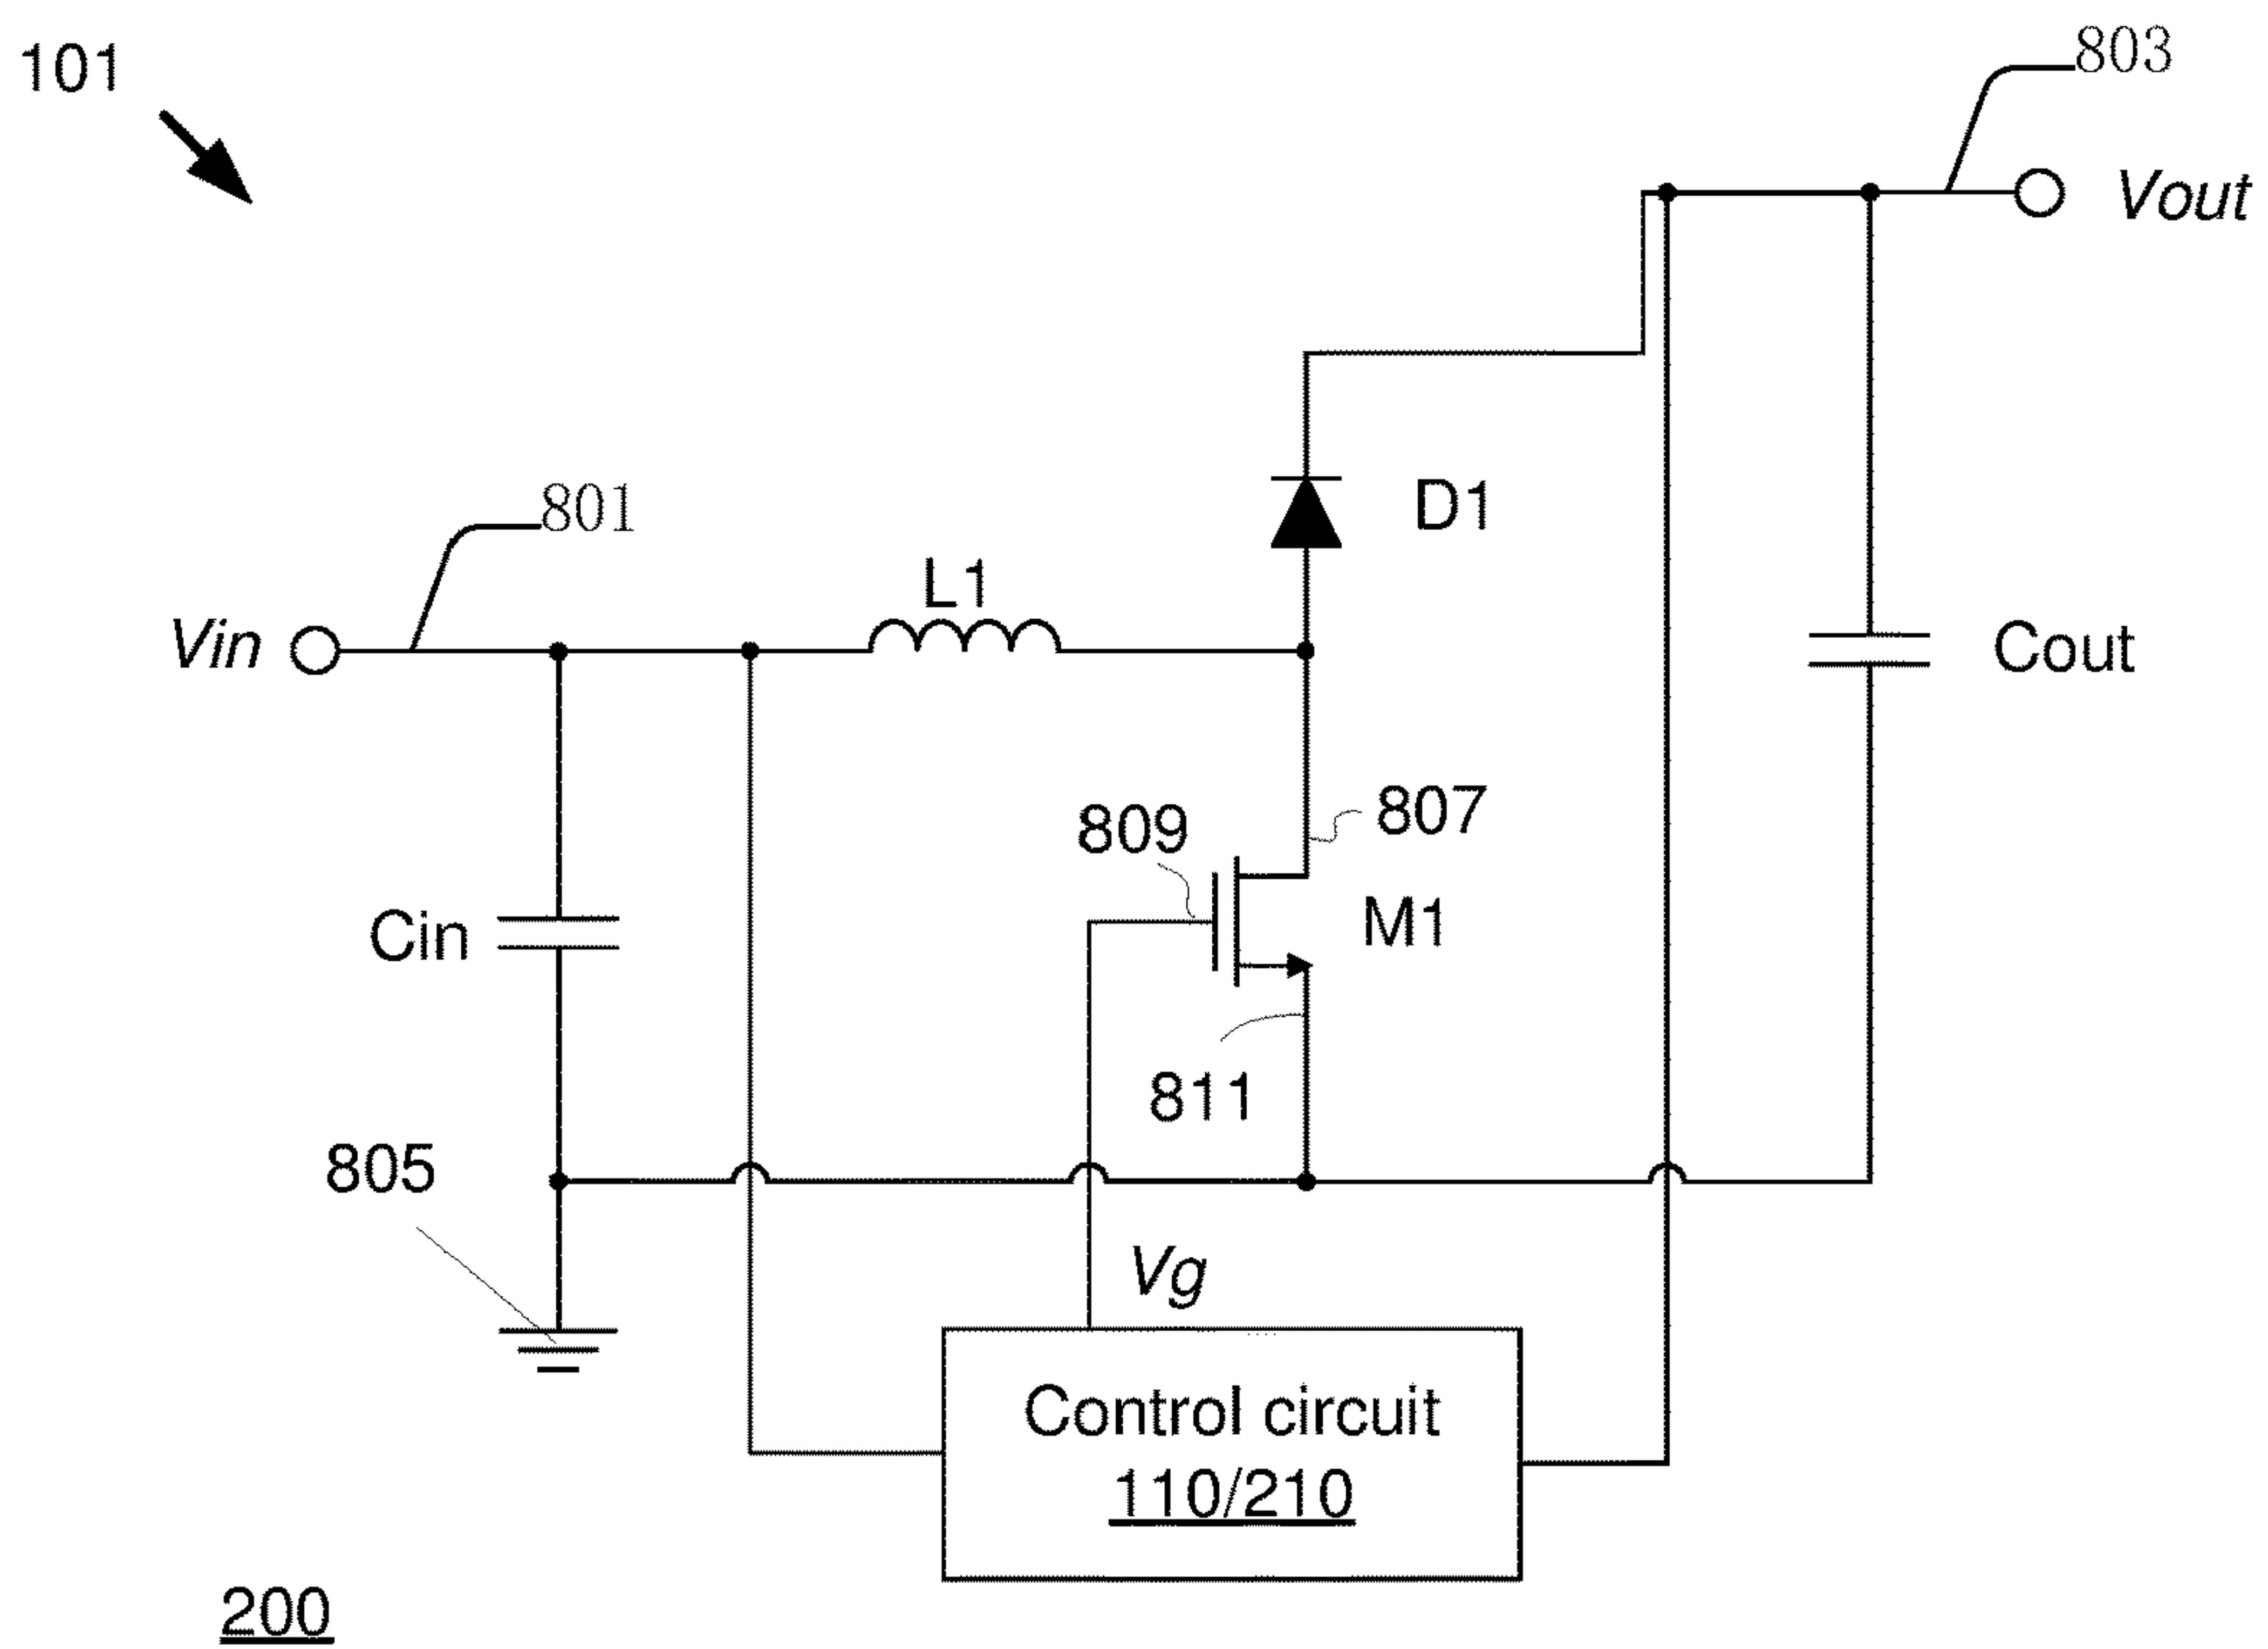 101
803
Vout
801
D1
L1
Vin
Cout
807
809
M1
Cin
811
805
Vg
Control circuit
110/210
200